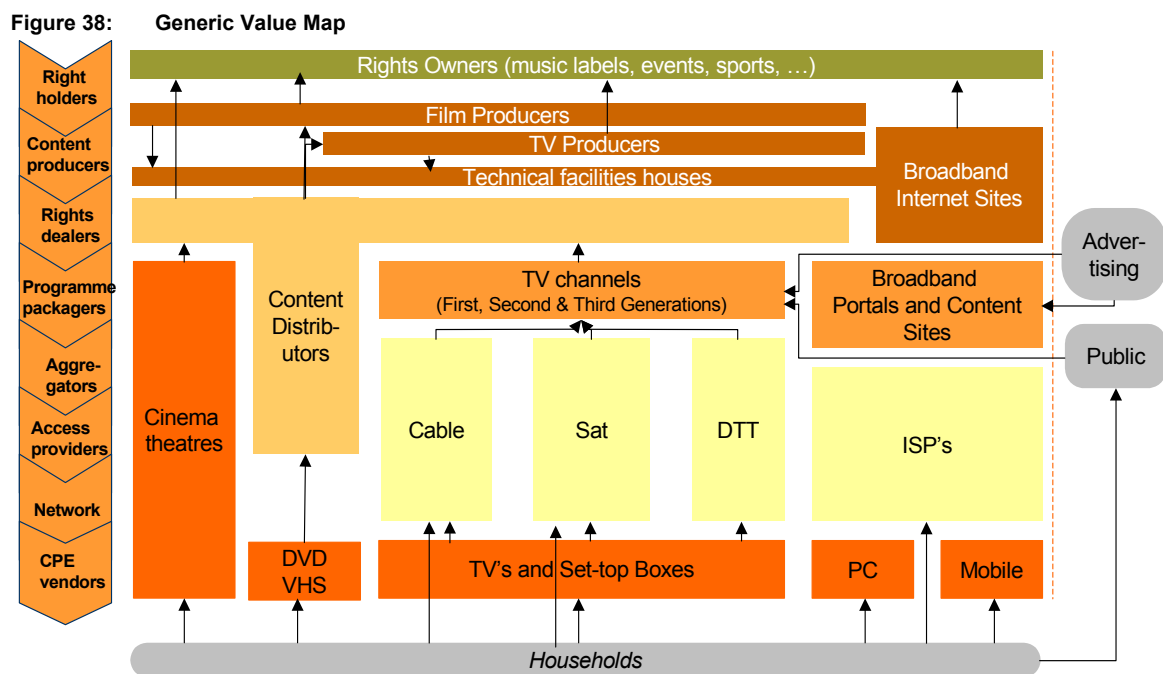 Figure 38: Generic Value Map
Right
holders
Content
producers
Rights
dealers
Programme
packagers
Aggre-
gators
Access
providers
Network
CPE
vendors
Rights Owners (music labels, events, sports, …)
Film Producers
TV Producers
Technical facilities houses
Broadband
Internet Sites
Adver-
tising
TV channels
(First, Second & Third Generations)
Broadband
Portals and Content
Sites
Content
Distrib-
utors
Public
Cinema
theatres
Cable
Sat
DTT
ISP's
DVD
VHS
TV's and Set-top Boxes
PC
Mobile
Households